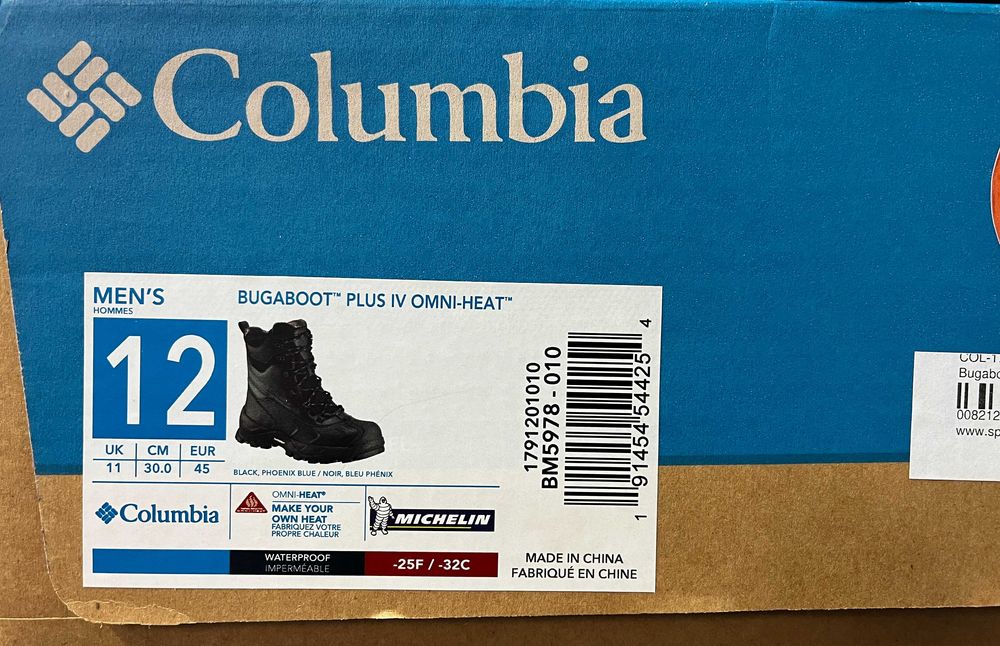 Columbia
MEN'S
HOMMES
BUGABOOT™ PLUS IV OMNI-HEAT™
12
UK CM EUR
11 30.0 45
BLACK, PHOENIX BLUE / NOIR, BLEU PHÉNIX
Columbia
OMNI-HEAT®
MAKE YOUR
OWN HEAT
FABRIQUEZ VOTRE
PROPRE CHALEUR
MICHELIN
WATERPROOF
IMPERMÉABLE
-25F / -32C
1791201010
BM5978 - 010
1 91454 54425 4
MADE IN CHINA
FABRIQUÉ EN CHINE
COL-1
Bugabo
008212
www.sp